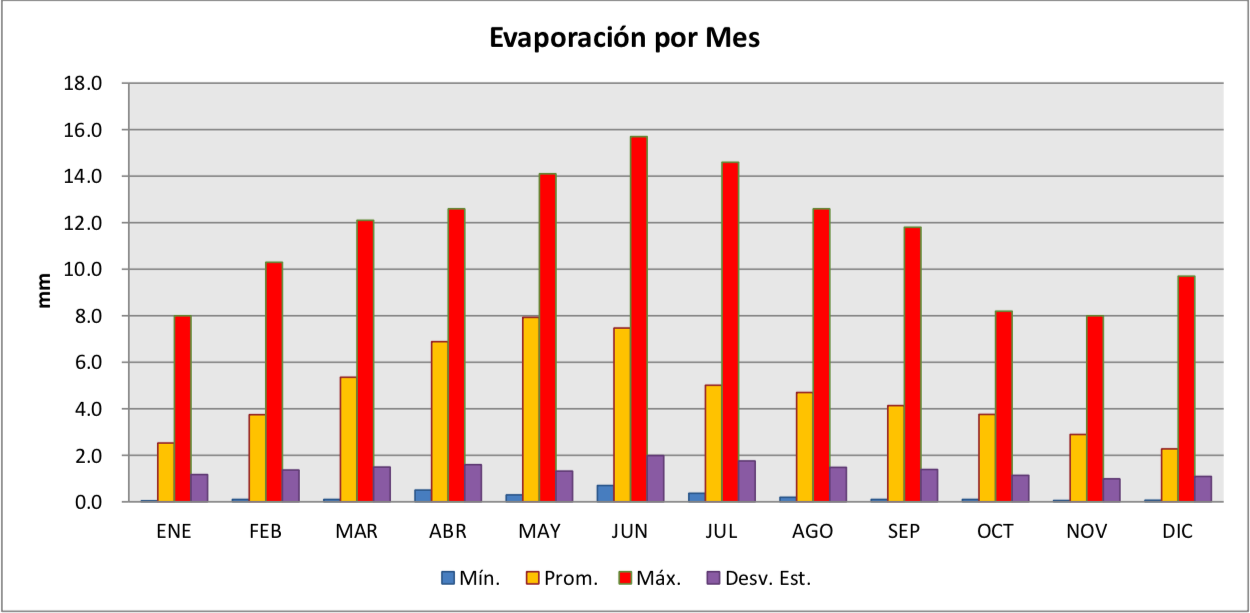 Evaporación por Mes
18.0
16.0
14.0
12.0
10.0
8.0
6.0
4.0
2.0
0.0
mm
ENE FEB MAR ABR MAY JUN JUL AGO SEP OCT NOV DIC
Mín. Prom. Máx. Desv. Est.